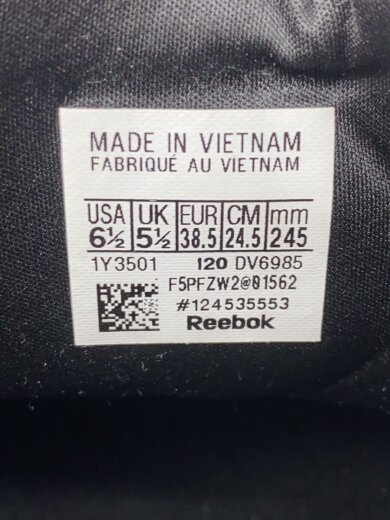 MADE IN VIETNAM
FABRIQUÉ AU VIETNAM
USA UK EUR CM mm
6½ 5½ 38.5 24.5 245
1Y3501 120 DV6985
F5PFZW2@01562
#124535553
Reebok